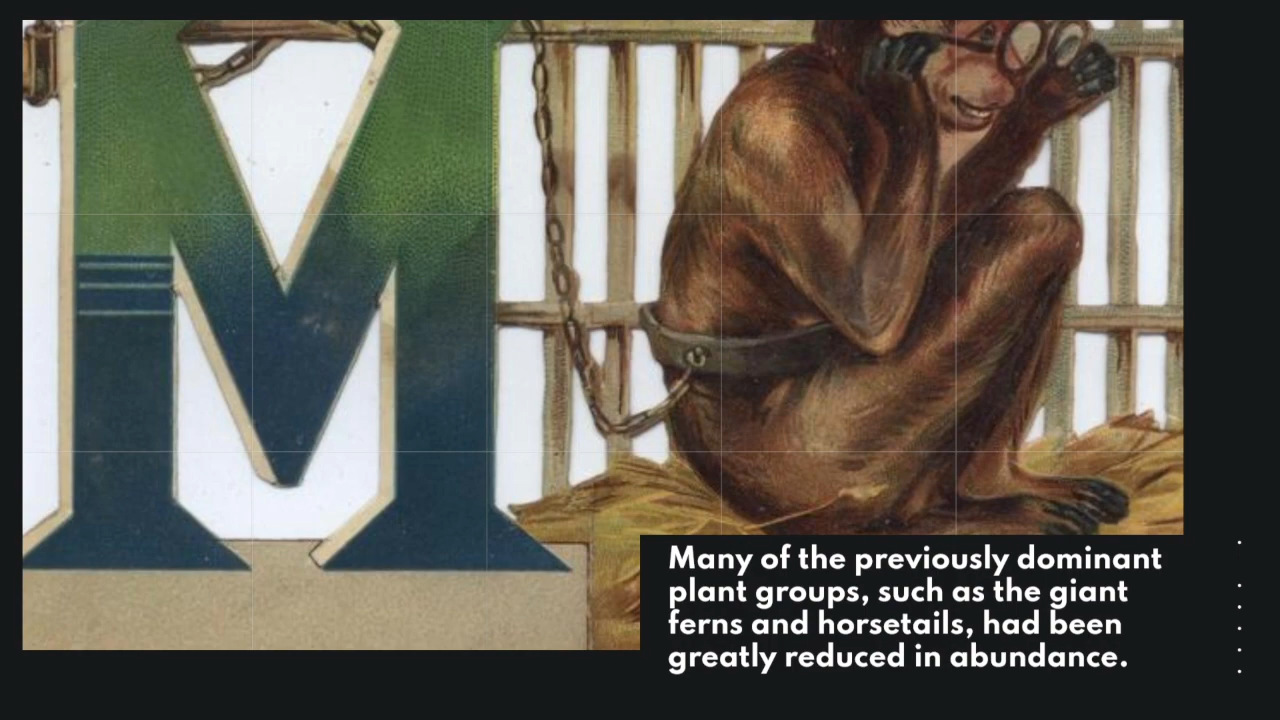 M
Many of the previously dominant
plant groups, such as the giant
ferns and horsetails, had been
greatly reduced in abundance.